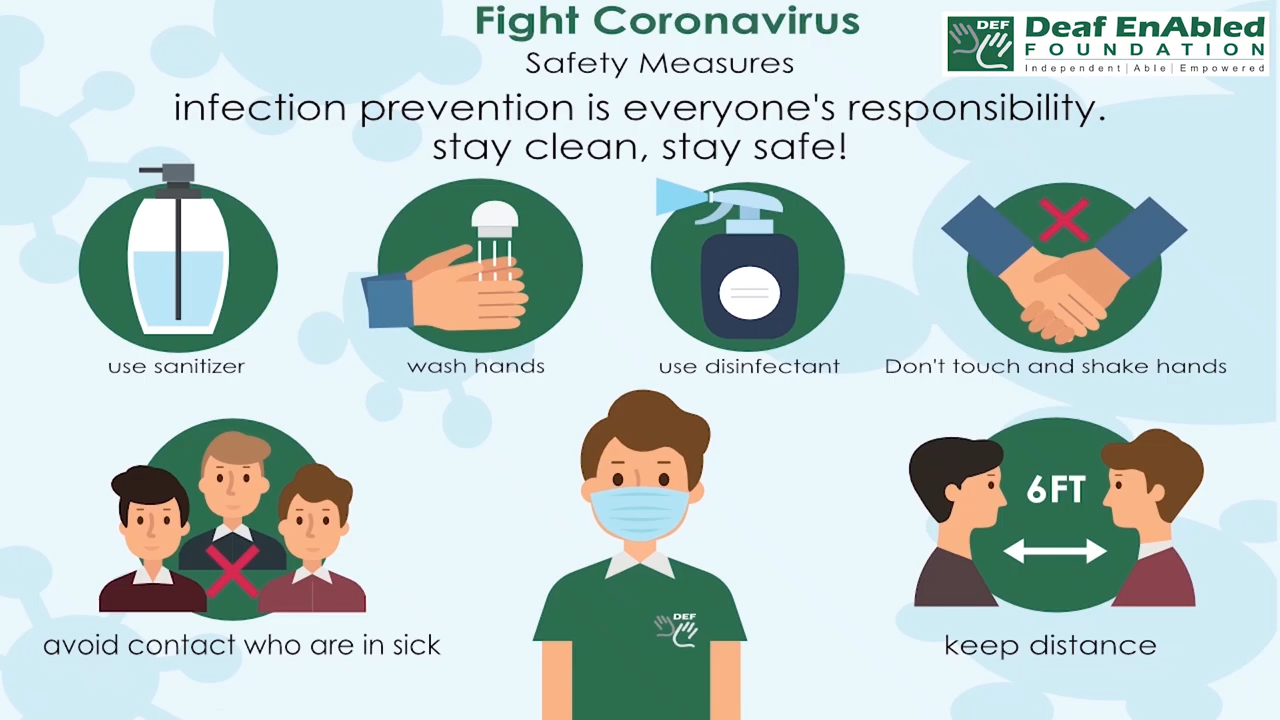 Fight Coronavirus
Safety Measures
DEF
Deaf EnAbled
FOUNDATION
Independent | Able | Empowered
infection prevention is everyone's responsibility.
stay clean, stay safe!
use sanitizer
wash hands
use disinfectant
Don't touch and shake hands
6FT
DEF
avoid contact who are in sick
keep distance